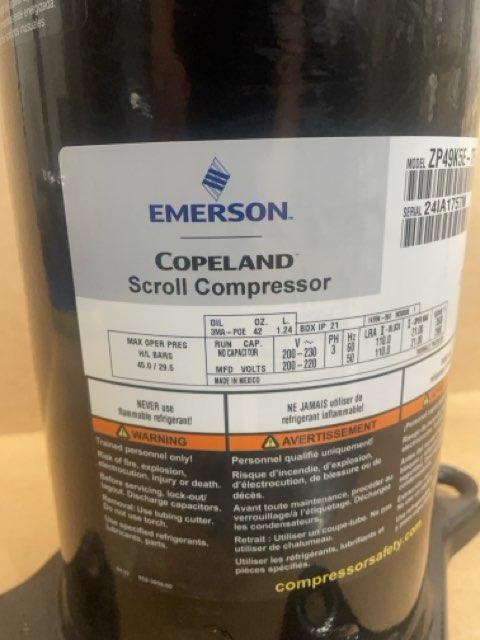 MODEL ZP49K5E-
SERIAL 24IA1757
EMERSON
COPELAND
Scroll Compressor
MAX OPER PRES
H/L BARS
45.0 / 29.5
OIL OZ. L.
3MA-POE 42 1.24
BOX IP 21
RUN CAP.
NO CAPACITOR
MFD VOLTS
V ~
200-230
200-220
PH
3
Hz
60
50
LRA
110.0
110.0
MADE IN MEXICO
NEVER use
flammable refrigerant!
WARNING
Trained personnel only!
Risk of fire, explosion,
electrocution, injury or death.
Before servicing, lock-out/
tagout. Discharge capacitors.
Removal: Use tubing cutter.
Do not use torch.
Use specified refrigerants,
lubricants, parts.
NE JAMAIS utiliser de
refrigerant inflammable!
AVERTISSEMENT
Personnel qualifié uniquement!
Risque d'incendie, d'explosion,
d'électrocution, de blessure ou de
décès.
Avant toute maintenance, procéder au
verrouillage/à l'étiquetage. Déchargez
les condensateurs.
Retrait : Utiliser un coupe-tube. Ne pas
utiliser de chalumeau.
Utiliser les réfrigérants, lubrifiants et
pièces spécifiés.
compressorsafety.com